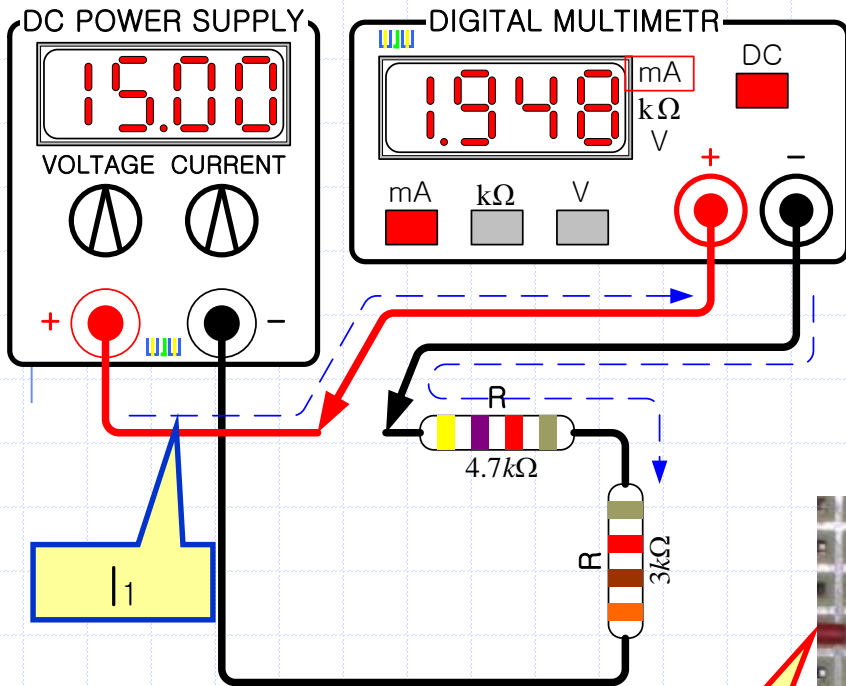 DC POWER SUPPLY
15.00
VOLTAGE CURRENT
+ -
DIGITAL MULTIMETR
1.948
mA
kΩ
V
DC
mA kΩ V
+ -
R
4.7kΩ
R
3kΩ
I1